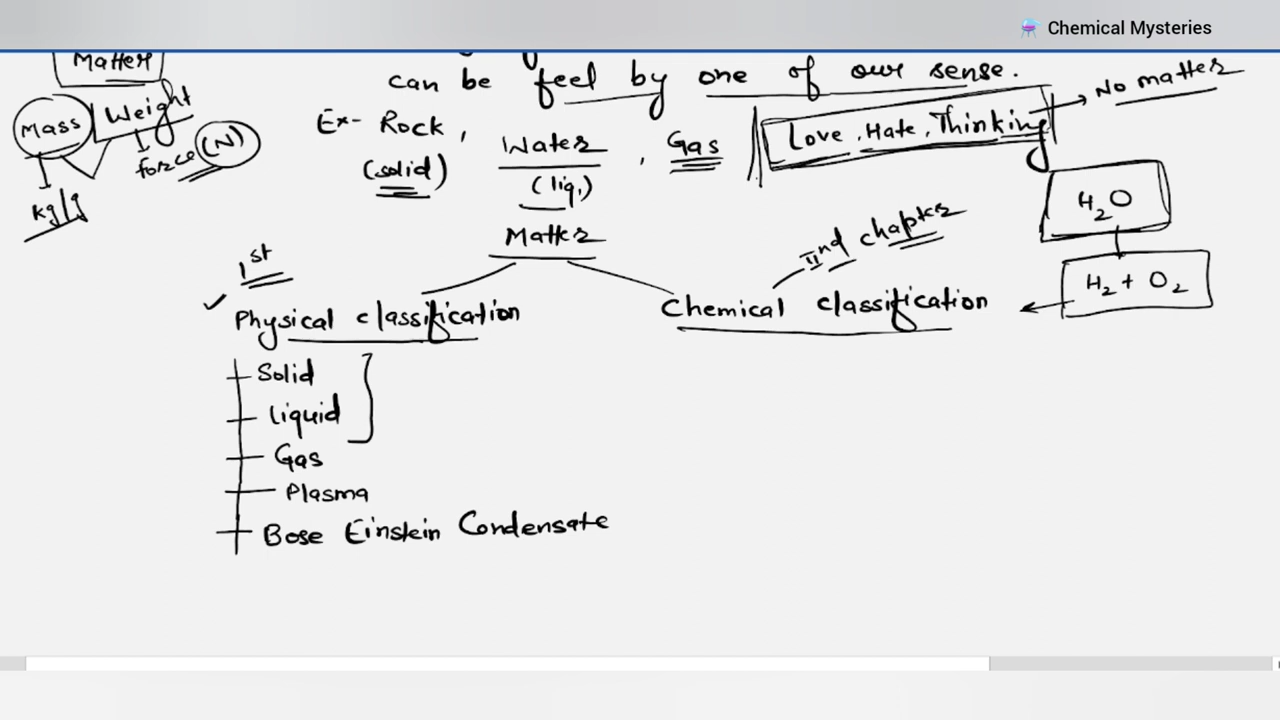 Chemical Mysteries
Matter
can be feel by one of our sense.
Mass Weight
force (N)
kg/g
Ex- Rock, Water, Gas
(solid) (liq.)
Love, Hate, Thinking
No matter
H₂O
H₂ + O₂
Matter
1st
IInd chapter
Physical classification
Chemical classification
Solid
liquid
Gas
Plasma
Bose Einstein Condensate